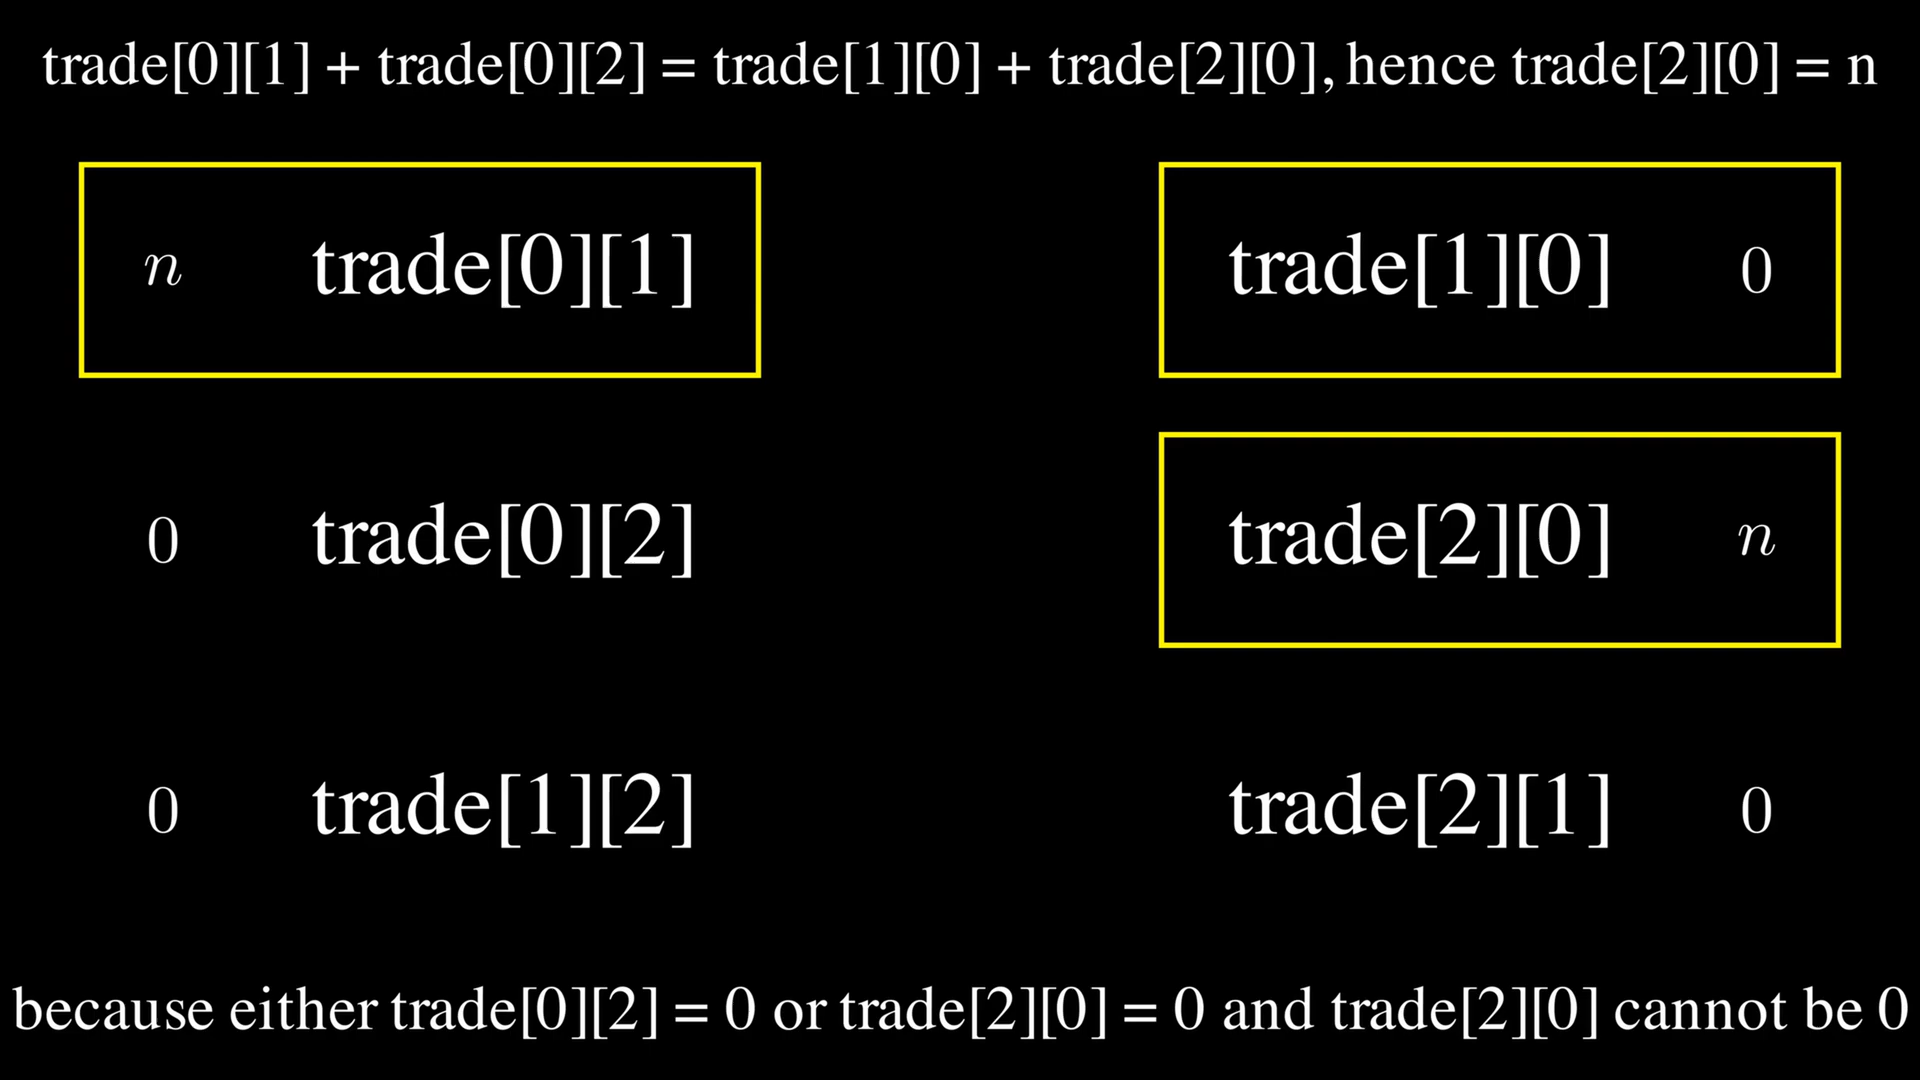 trade[0][1] + trade[0][2] = trade[1][0] + trade[2][0], hence trade[2][0] = n
n trade[0][1] trade[1][0] 0
0 trade[0][2] trade[2][0] n
0 trade[1][2] trade[2][1] 0
because either trade[0][2] = 0 or trade[2][0] = 0 and trade[2][0] cannot be 0